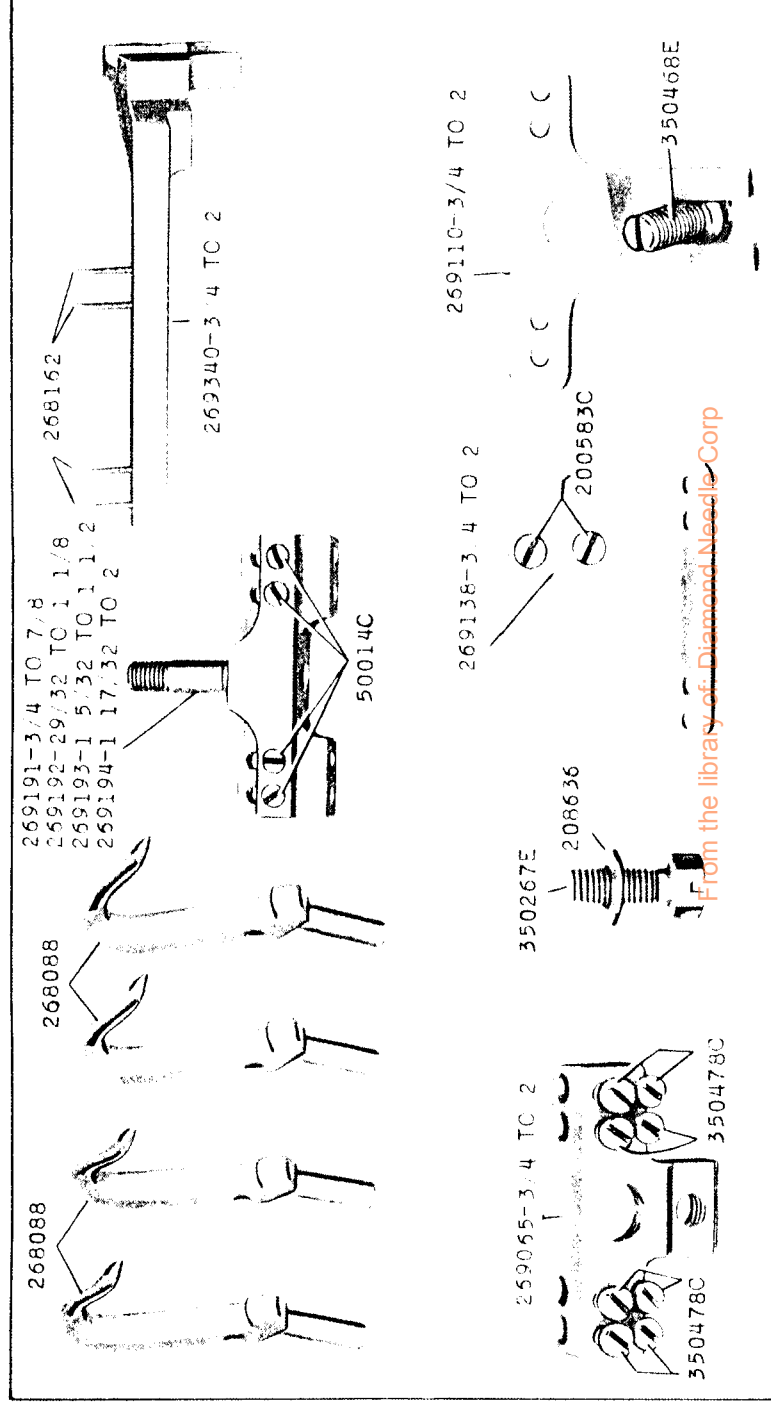 268088
268088
269191-3/4 TO 7/8
269192-29/32 TO 1 1/8
269193-1 5/32 TO 1 1/2
269194-1 17/32 TO 2
50014C
268162
269340-3/4 TO 2
269065-3/4 TO 2
350478C
350478C
350267E
208636
269138-3/4 TO 2
200583C
269110-3/4 TO 2
350468E
From the library of: Diamond Needle Corp